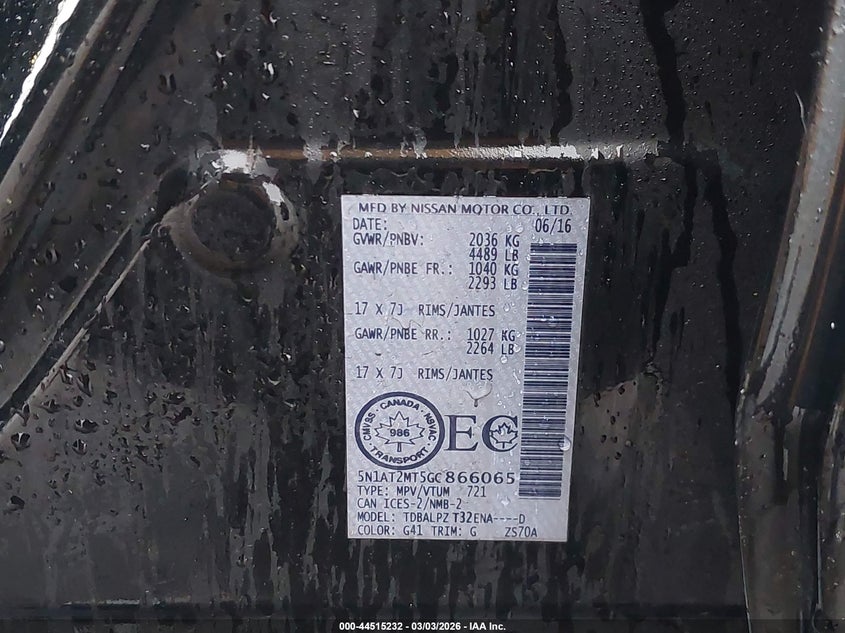 MFD BY NISSAN MOTOR CO., LTD.
DATE: 06/16
GVWR/PNBV: 2036 KG
4489 LB
GAWR/PNBE FR.: 1040 KG
2293 LB
17 X 7J RIMS/JANTES
GAWR/PNBE RR.: 1027 KG
2264 LB
17 X 7J RIMS/JANTES
CMVSS · CANADA · NSVAC
986
· TRANSPORT ·
EC
5N1AT2MT5GC866065
TYPE: MPV/VTUM 721
CAN ICES-2/NMB-2
MODEL: TDBALPZ T32ENA----D
COLOR: G41 TRIM: G ZS70A
000-44515232 - 03/03/2026 - IAA Inc.